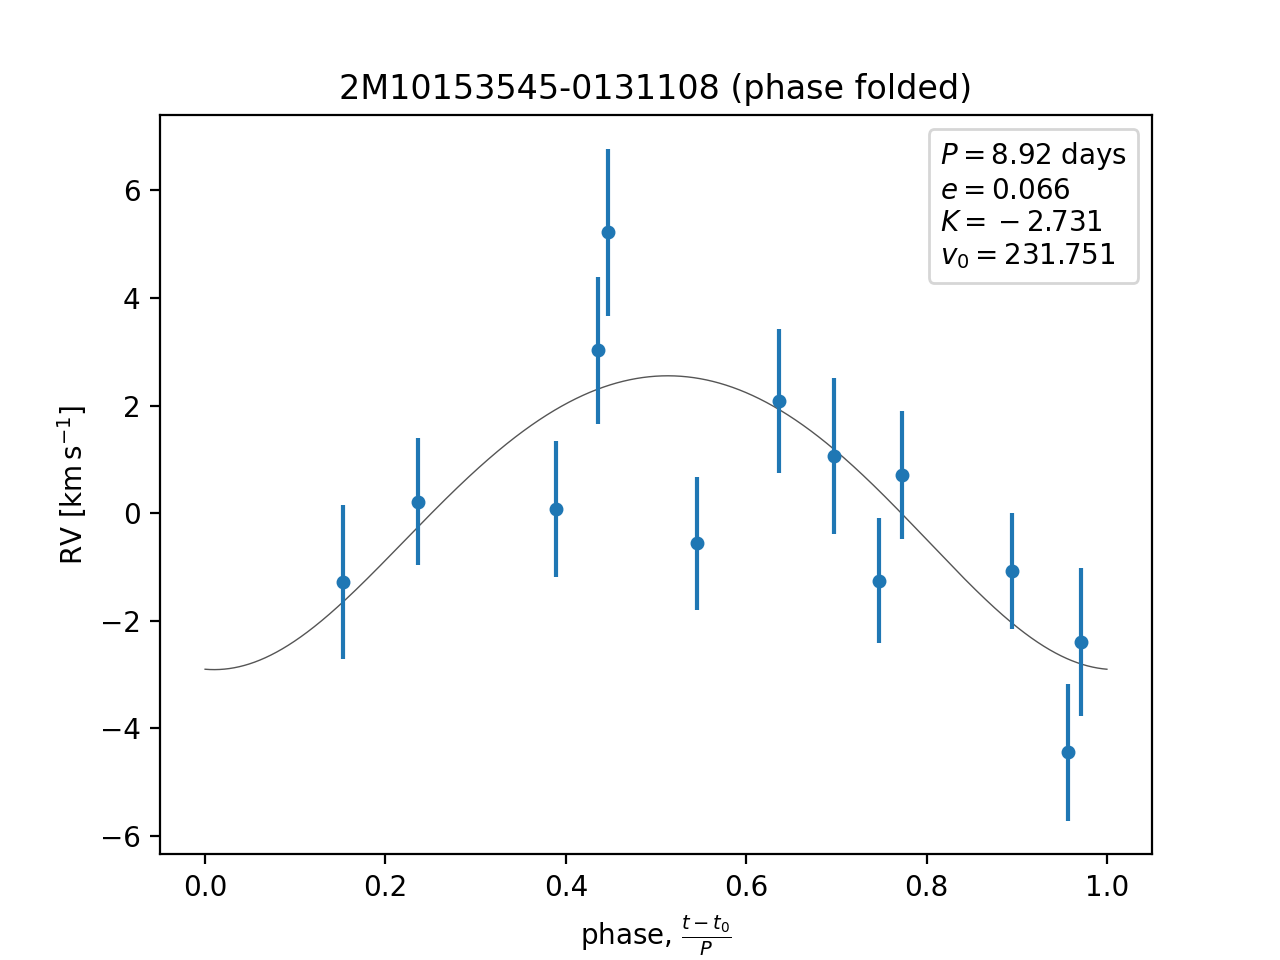 2M10153545-0131108 (phase folded)
P = 8.92 days
e = 0.066
K = −2.731
v₀ = 231.751
RV [km s⁻¹]
6
4
2
0
−2
−4
−6
0.0 0.2 0.4 0.6 0.8 1.0
phase, (t − t₀)/P